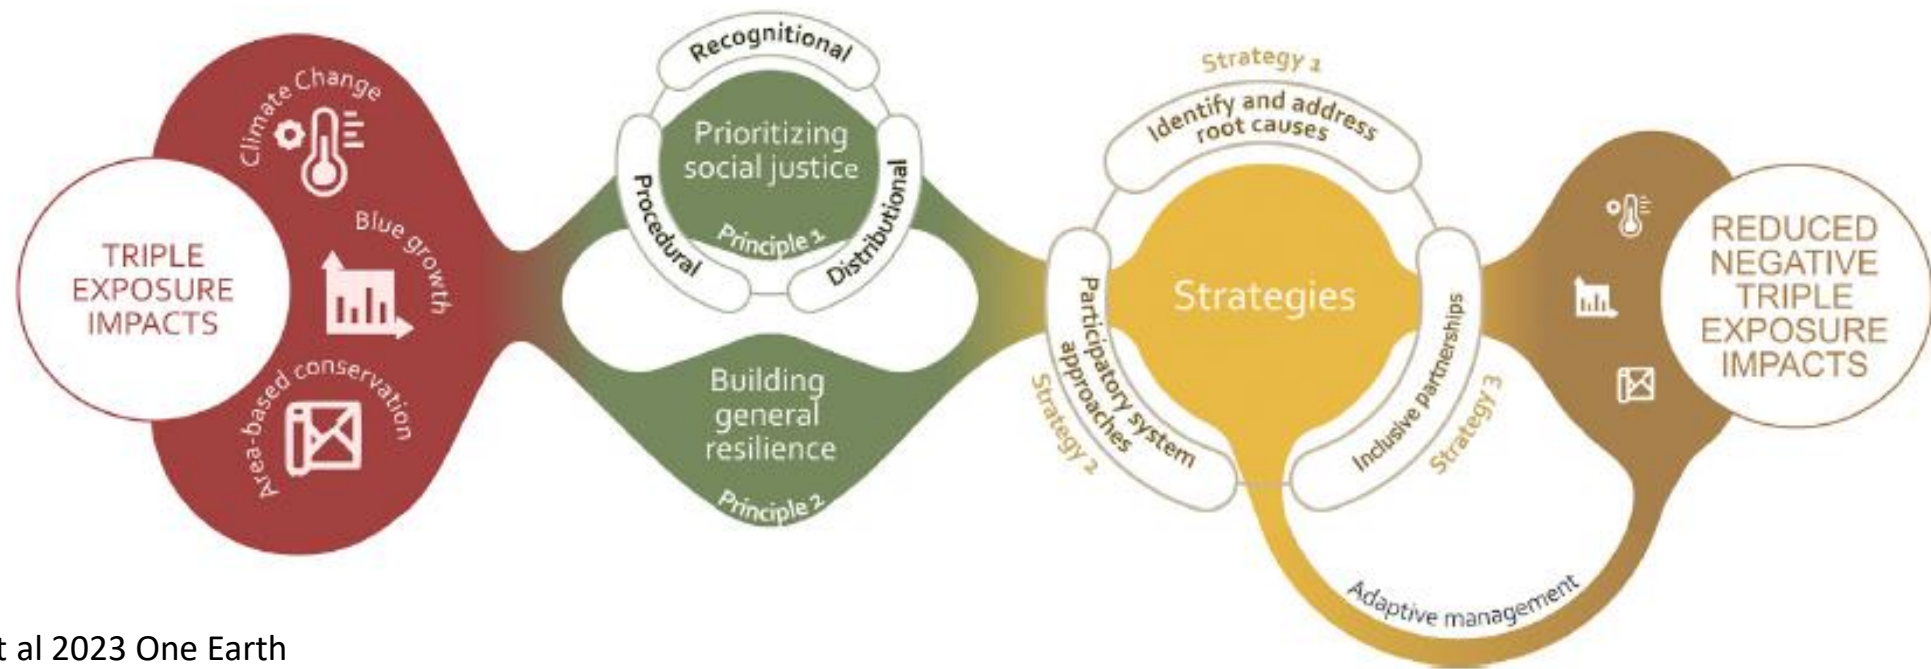 TRIPLE
EXPOSURE
IMPACTS
Climate Change
Blue growth
Area-based conservation
Recognitional
Procedural
Distributional
Prioritizing
social justice
Principle 1
Building
general
resilience
Principle 2
Strategy 1
Identify and address
root causes
Strategies
Participatory system
approaches
Strategy 2
Inclusive partnerships
Strategy 3
Adaptive management
REDUCED
NEGATIVE
TRIPLE
EXPOSURE
IMPACTS
t al 2023 One Earth